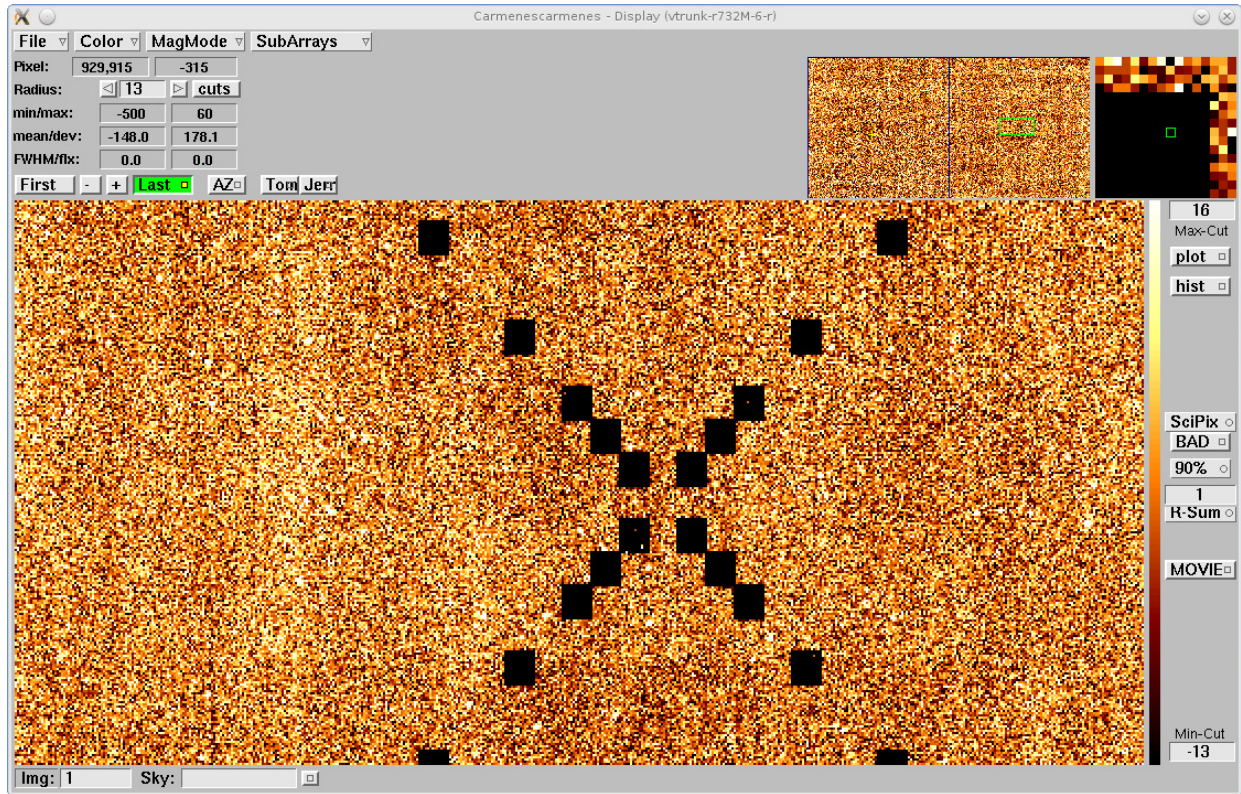 Carmenescarmenes - Display (vtrunk-r732M-6-r)
File Color MagMode SubArrays
Pixel: 929,915 -315
Radius: 13 cuts
min/max: -500 60
mean/dev: -148.0 178.1
FWHM/flx: 0.0 0.0
First - + Last AZ Tom Jerr
16
Max-Cut
plot
hist
SciPix
BAD
90%
1
R-Sum
MOVIE
Min-Cut
-13
Img: 1 Sky: